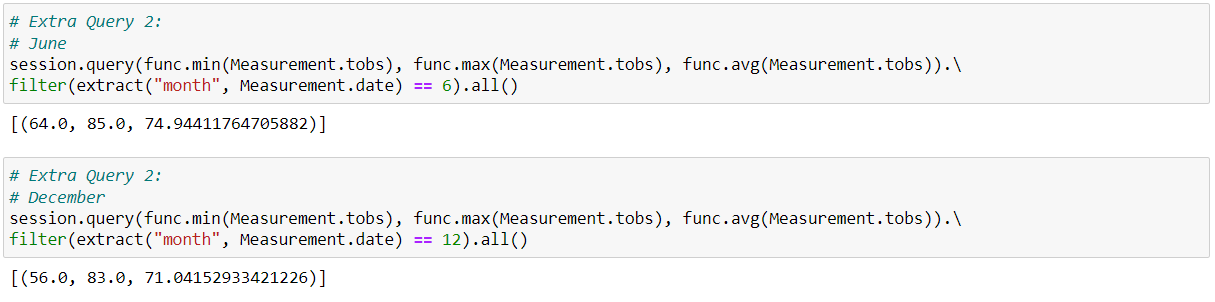 # Extra Query 2:
# June
session.query(func.min(Measurement.tobs), func.max(Measurement.tobs), func.avg(Measurement.tobs)).\
filter(extract("month", Measurement.date) == 6).all()
[(64.0, 85.0, 74.94411764705882)]
# Extra Query 2:
# December
session.query(func.min(Measurement.tobs), func.max(Measurement.tobs), func.avg(Measurement.tobs)).\
filter(extract("month", Measurement.date) == 12).all()
[(56.0, 83.0, 71.04152933421226)]